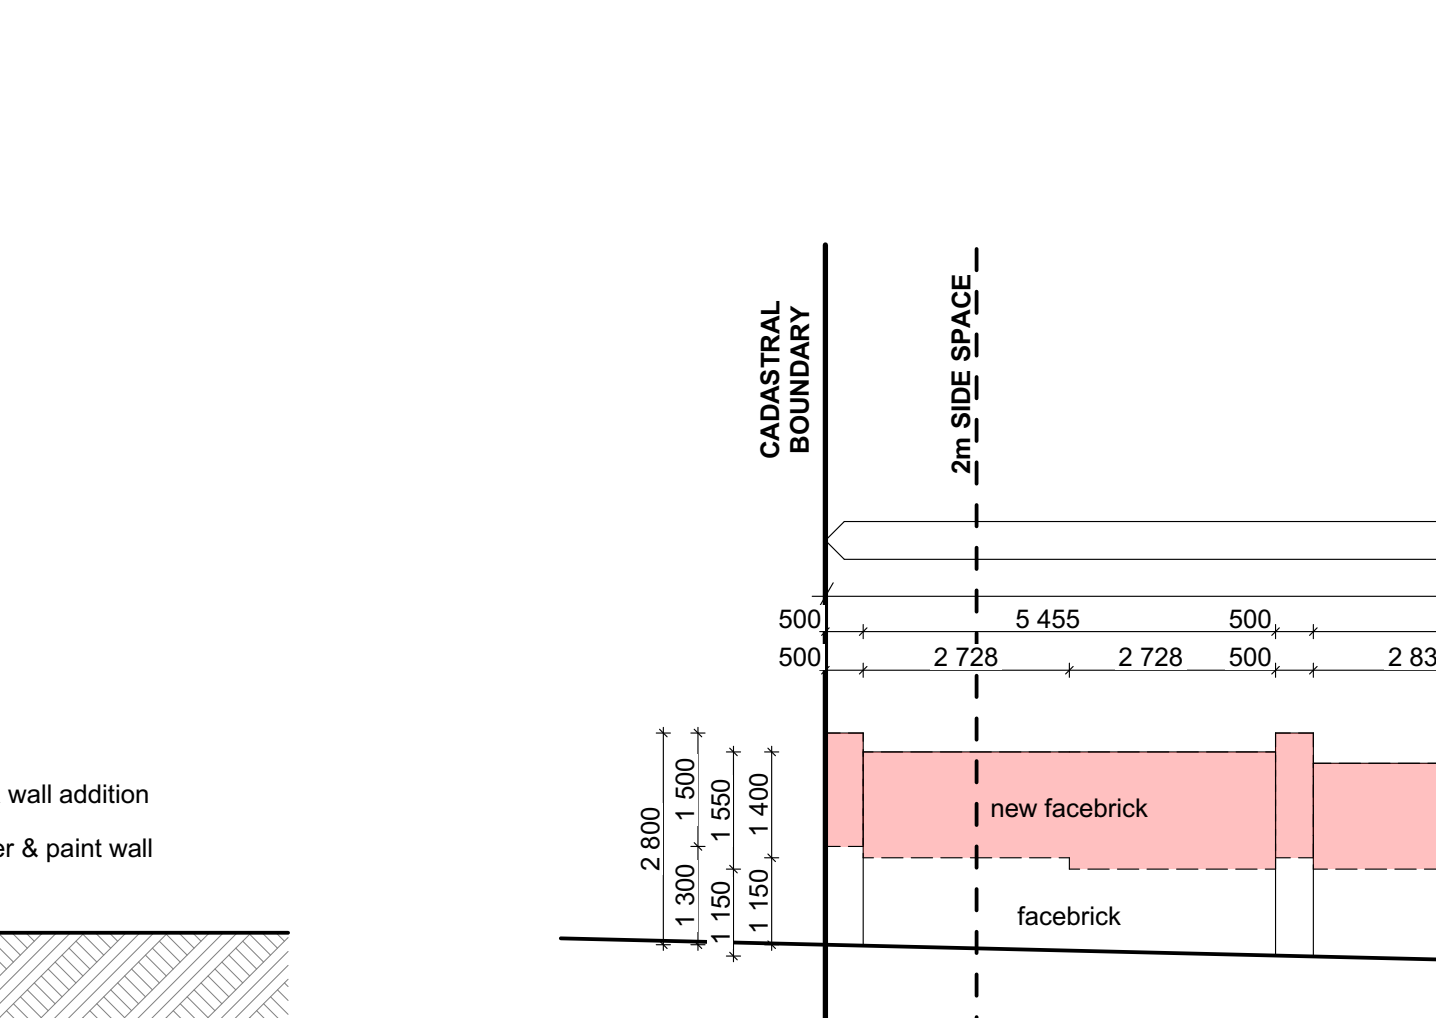 CADASTRAL
BOUNDARY
2m SIDE SPACE
500
5 455
500
500
2 728
2 728
500
2 83
2 800
1 500
1 300
1 550
1 150
1 400
1 150
new facebrick
facebrick
wall addition
er & paint wall